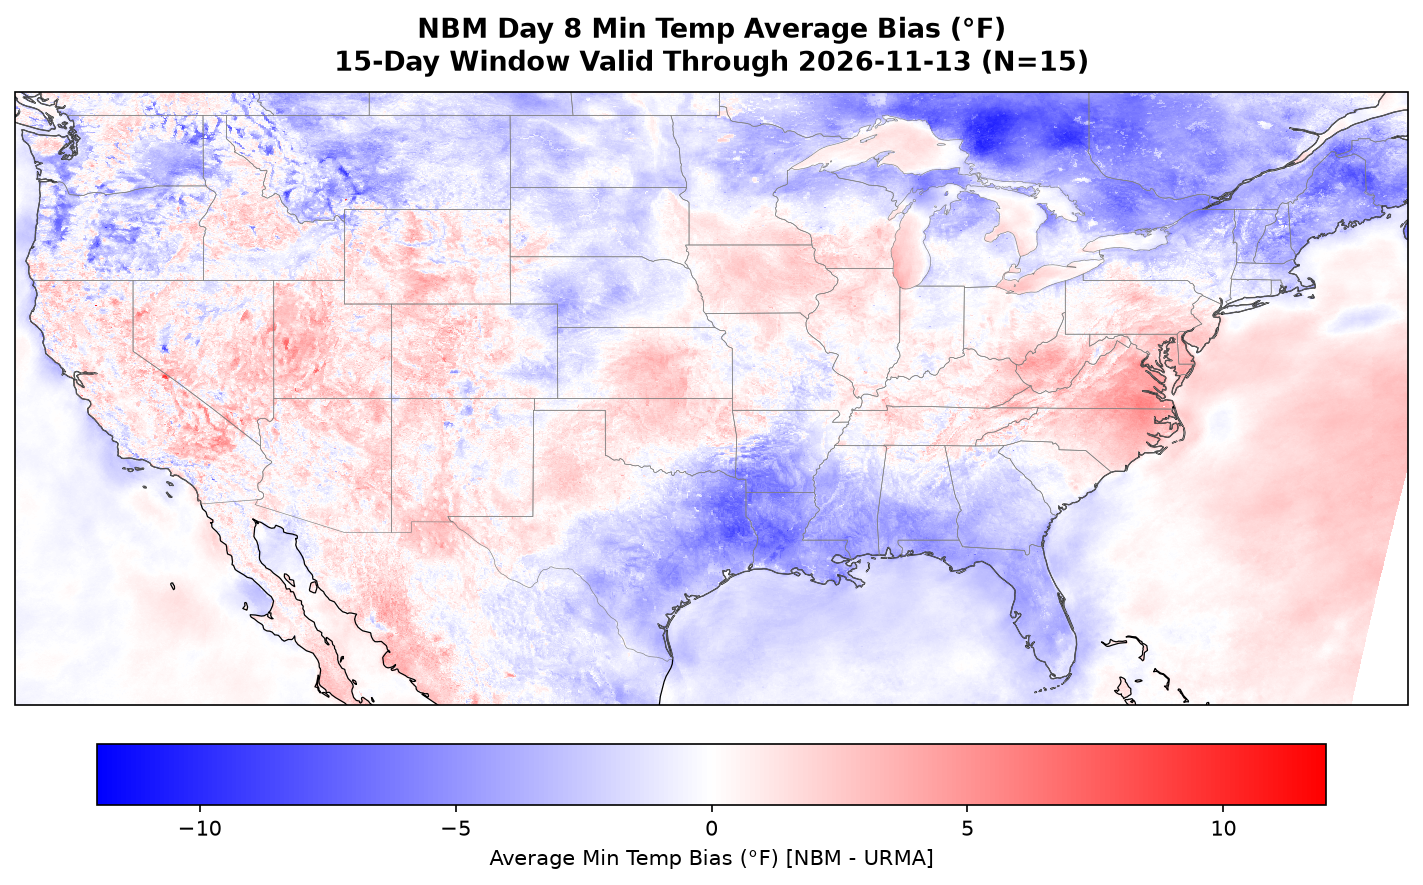 NBM Day 8 Min Temp Average Bias (°F)
15-Day Window Valid Through 2026-11-13 (N=15)
−10 −5 0 5 10
Average Min Temp Bias (°F) [NBM - URMA]